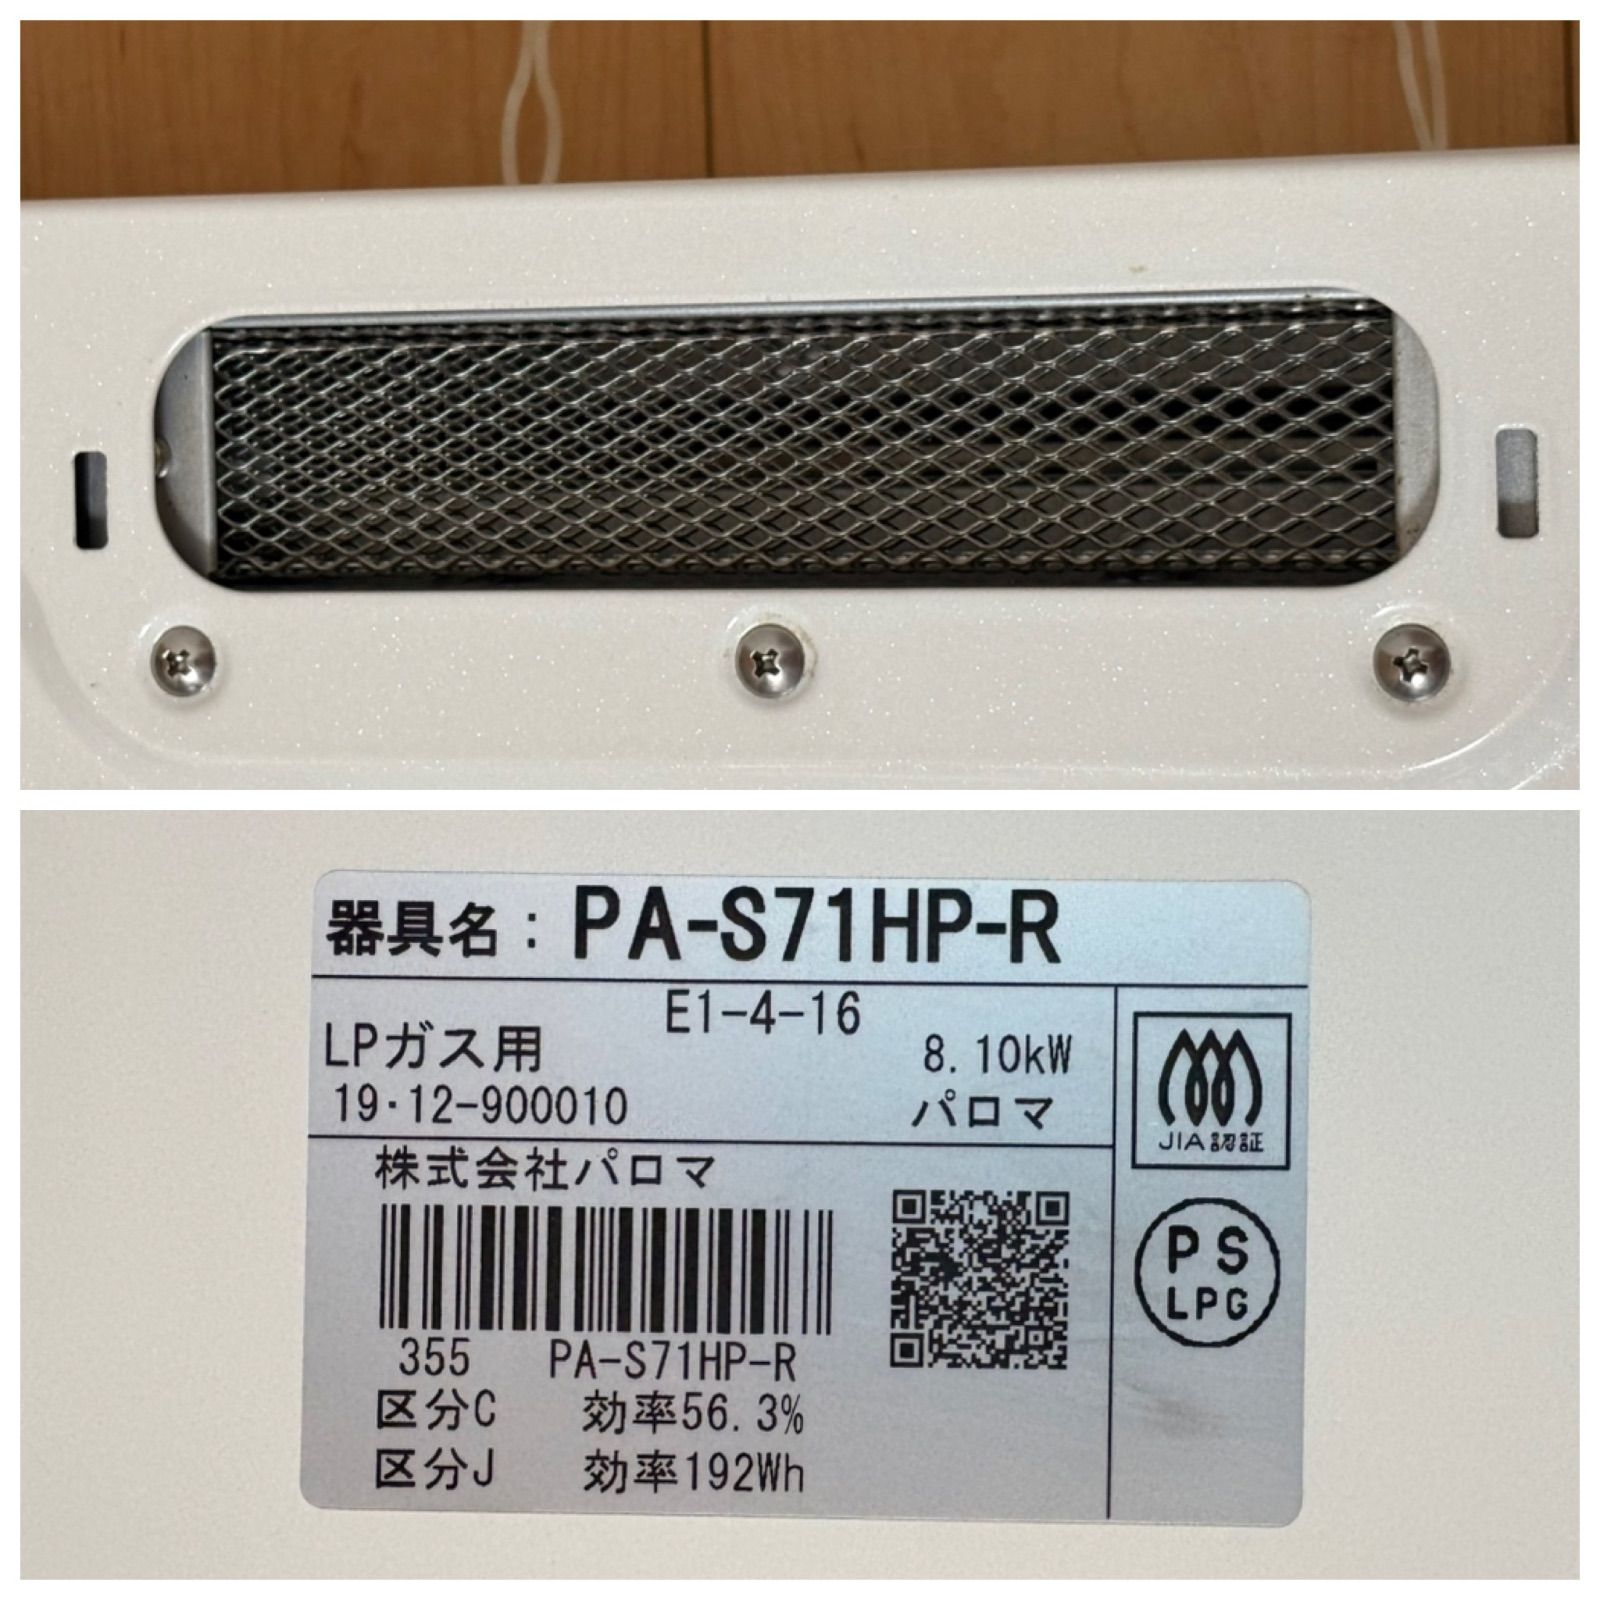 器具名：PA-S71HP-R
E1-4-16
LPガス用 8.10kW
19･12-900010 パロマ
JIA認証
株式会社パロマ
355 PA-S71HP-R
区分C 効率56.3%
区分J 効率192Wh
PS
LPG